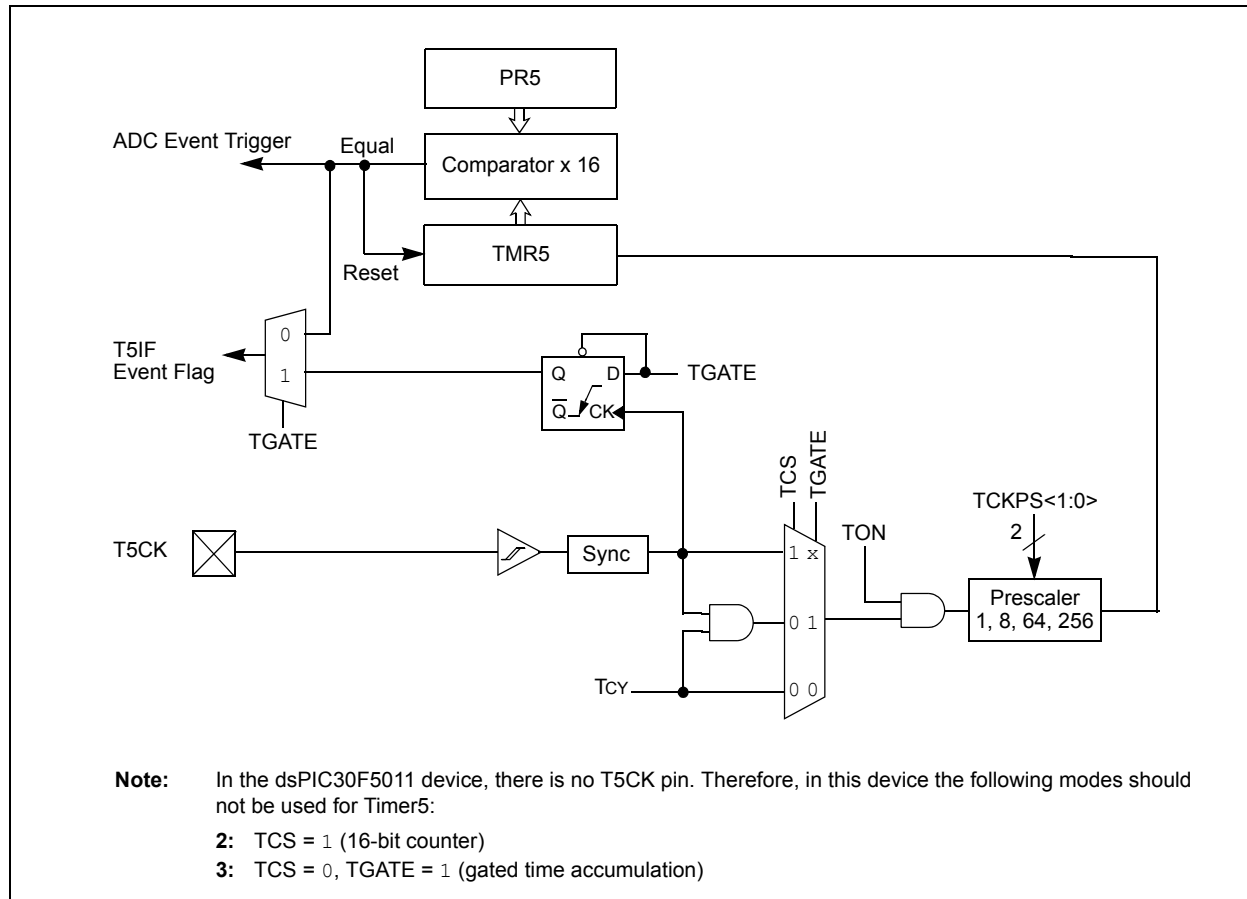 PR5
ADC Event Trigger
Equal
Comparator x 16
TMR5
Reset
0
T5IF
Event Flag
1
TGATE
Q D
Q CK
TGATE
TCS
TGATE
TCKPS<1:0>
2
T5CK
Sync
1 x
TON
Prescaler
1, 8, 64, 256
0 1
TCY
0 0
Note: In the dsPIC30F5011 device, there is no T5CK pin. Therefore, in this device the following modes should
not be used for Timer5:
2: TCS = 1 (16-bit counter)
3: TCS = 0, TGATE = 1 (gated time accumulation)